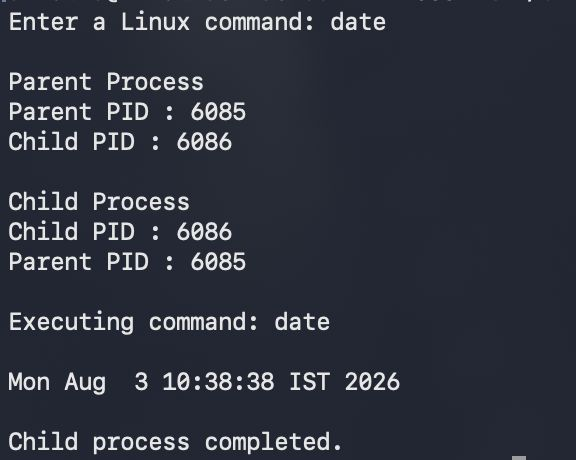 Enter a Linux command: date
Parent Process
Parent PID : 6085
Child PID : 6086
Child Process
Child PID : 6086
Parent PID : 6085
Executing command: date
Mon Aug  3 10:38:38 IST 2026
Child process completed.